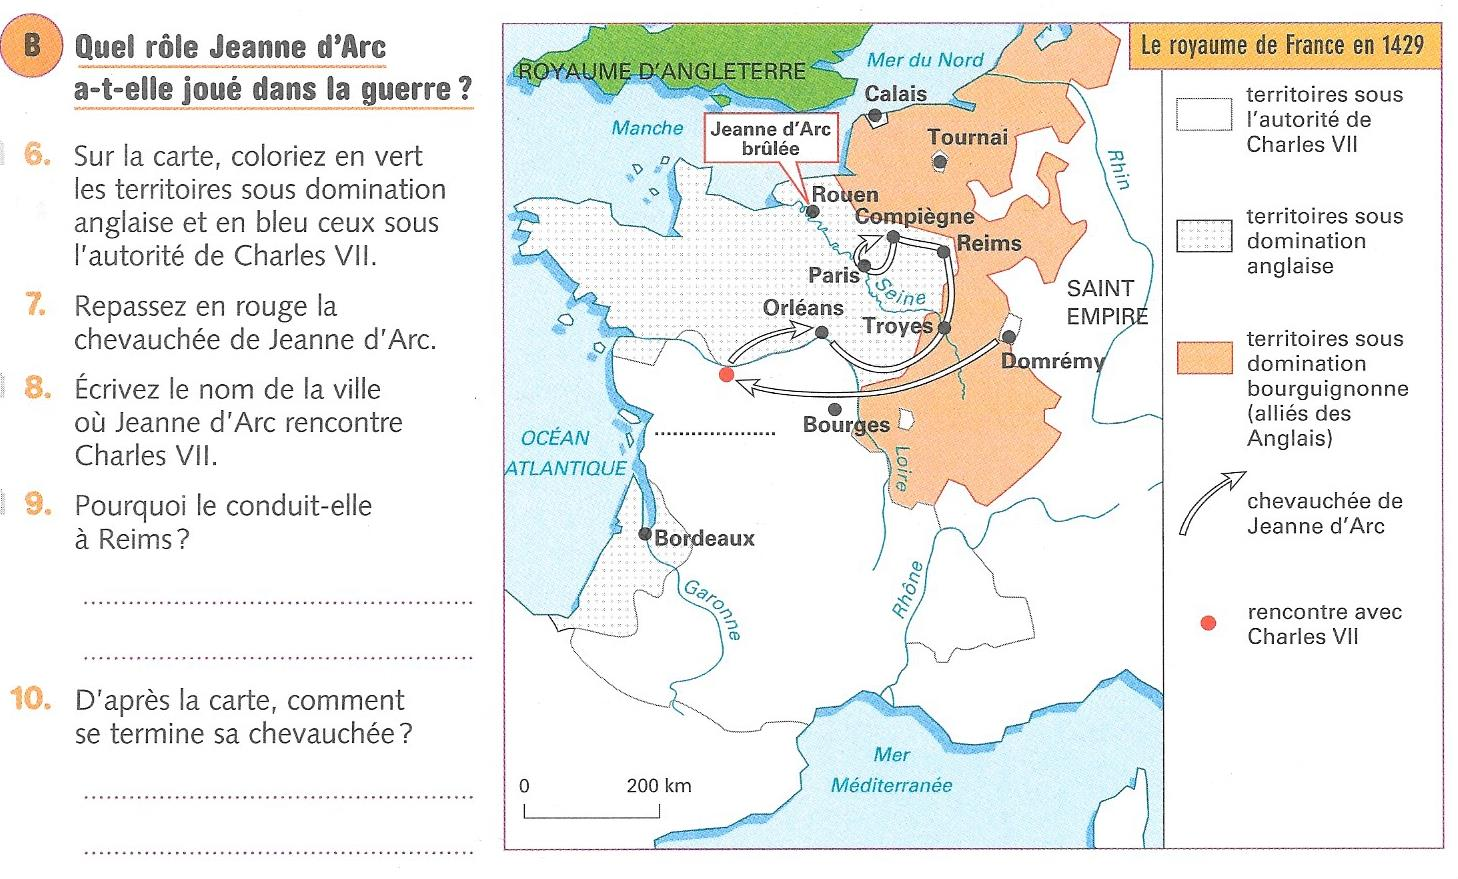 B
Quel rôle Jeanne d'Arc
a-t-elle joué dans la guerre ?
6. Sur la carte, coloriez en vert
les territoires sous domination
anglaise et en bleu ceux sous
l'autorité de Charles VII.
7. Repassez en rouge la
chevauchée de Jeanne d'Arc.
8. Écrivez le nom de la ville
où Jeanne d'Arc rencontre
Charles VII.
9. Pourquoi le conduit-elle
à Reims ?
10. D'après la carte, comment
se termine sa chevauchée ?
ROYAUME D'ANGLETERRE
Mer du Nord
Calais
Manche
Jeanne d'Arc
brûlée
Tournai
Rhin
Rouen
Compiègne
Reims
Paris
Seine
SAINT
EMPIRE
Orléans
Troyes
Domrémy
Bourges
OCÉAN
ATLANTIQUE
Loire
Bordeaux
Garonne
Rhône
Mer
Méditerranée
0 200 km
Le royaume de France en 1429
territoires sous
l'autorité de
Charles VII
territoires sous
domination
anglaise
territoires sous
domination
bourguignonne
(alliés des
Anglais)
chevauchée de
Jeanne d'Arc
rencontre avec
Charles VII